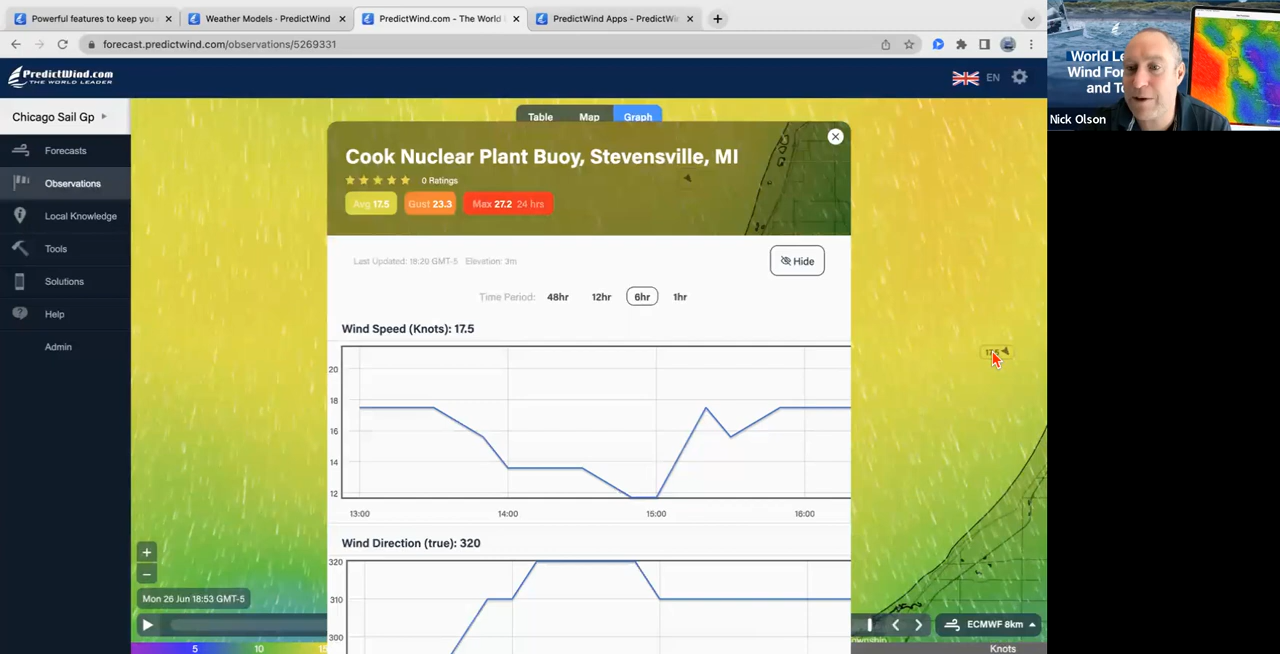 Powerful features to keep you
Weather Models - PredictWind
PredictWind.com - The World
PredictWind Apps - PredictWi
forecast.predictwind.com/observations/5269331
PredictWind.com
THE WORLD LEADER
EN
World Le
Wind For
and T
Nick Olson
Chicago Sail Gp
Forecasts
Observations
Local Knowledge
Tools
Solutions
Help
Admin
Table Map Graph
Cook Nuclear Plant Buoy, Stevensville, MI
0 Ratings
Avg 17.5 Gust 23.3 Max 27.2 24 hrs
Last Updated: 18:20 GMT-5 Elevation: 3m
Hide
Time Period: 48hr 12hr 6hr 1hr
Wind Speed (Knots): 17.5
20
18
16
14
12
13:00 14:00 15:00 16:00
Wind Direction (true): 320
320
310
300
Mon 26 Jun 18:53 GMT-5
ECMWF 8km
5 10 Knots